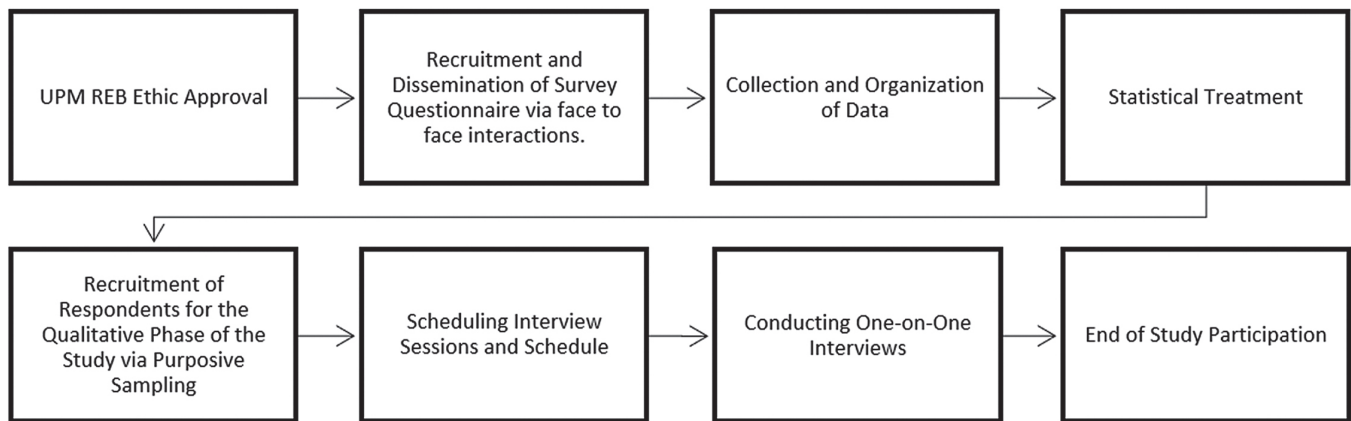 UPM REB Ethic Approval
Recruitment and
Dissemination of Survey
Questionnaire via face to
face interactions.
Collection and Organization
of Data
Statistical Treatment
Recruitment of
Respondents for the
Qualitative Phase of the
Study via Purposive
Sampling
Scheduling Interview
Sessions and Schedule
Conducting One-on-One
Interviews
End of Study Participation